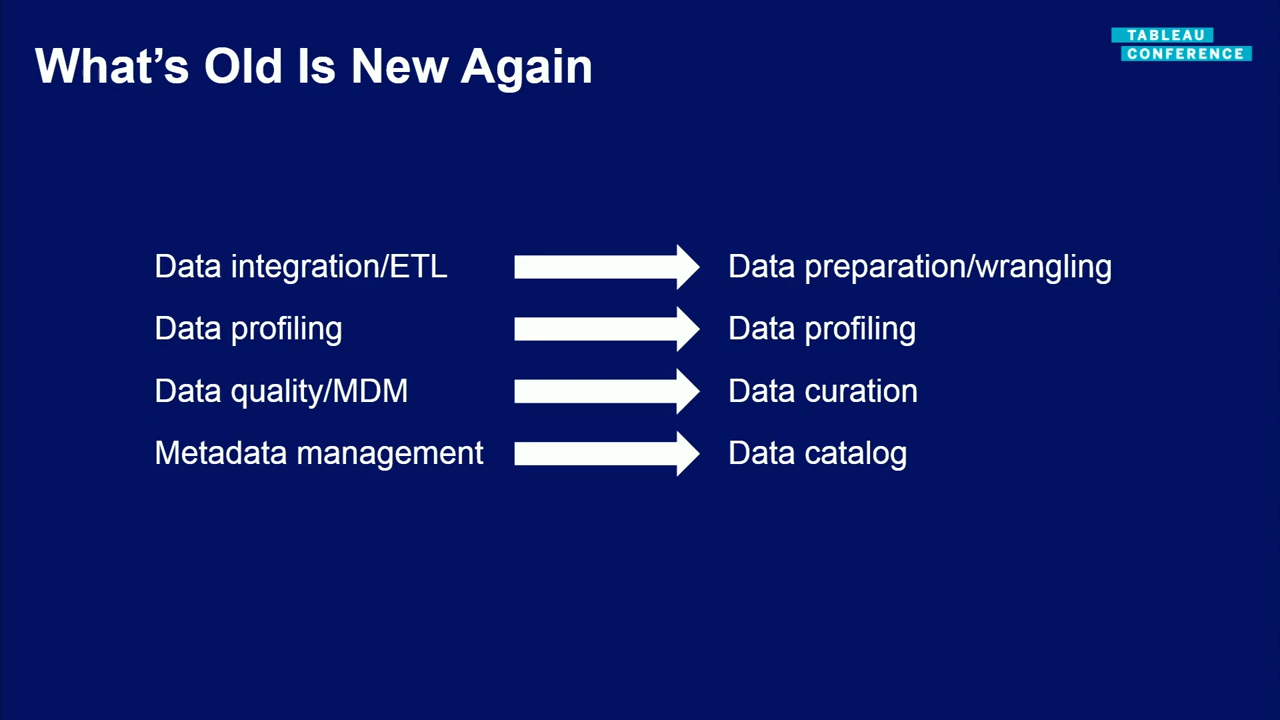 What's Old Is New Again
TABLEAU
CONFERENCE
Data integration/ETL
Data preparation/wrangling
Data profiling
Data profiling
Data quality/MDM
Data curation
Metadata management
Data catalog